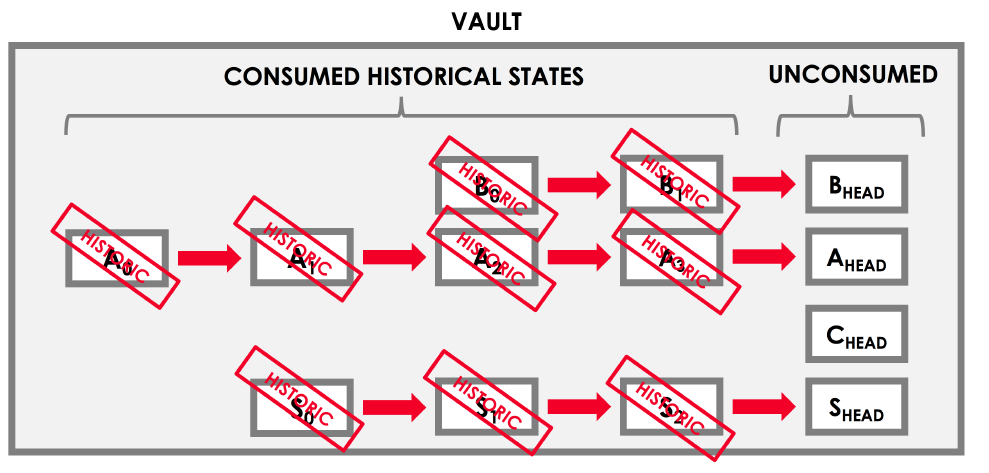 VAULT
CONSUMED HISTORICAL STATES
UNCONSUMED
HISTORIC B0
HISTORIC B1
BHEAD
HISTORIC A0
HISTORIC A1
HISTORIC A2
HISTORIC A3
AHEAD
CHEAD
HISTORIC S0
HISTORIC S1
HISTORIC S2
SHEAD